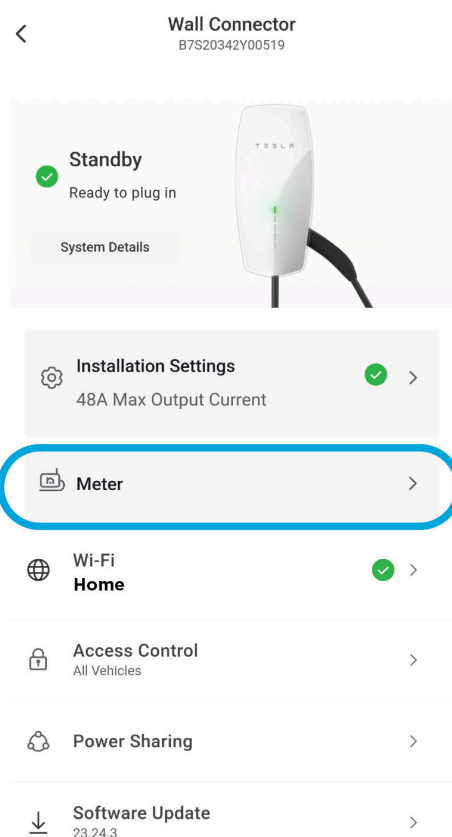 Wall Connector
B7S20342Y00519
TESLA
Standby
Ready to plug in
System Details
Installation Settings
48A Max Output Current
Meter
Wi-Fi
Home
Access Control
All Vehicles
Power Sharing
Software Update
23.24.3